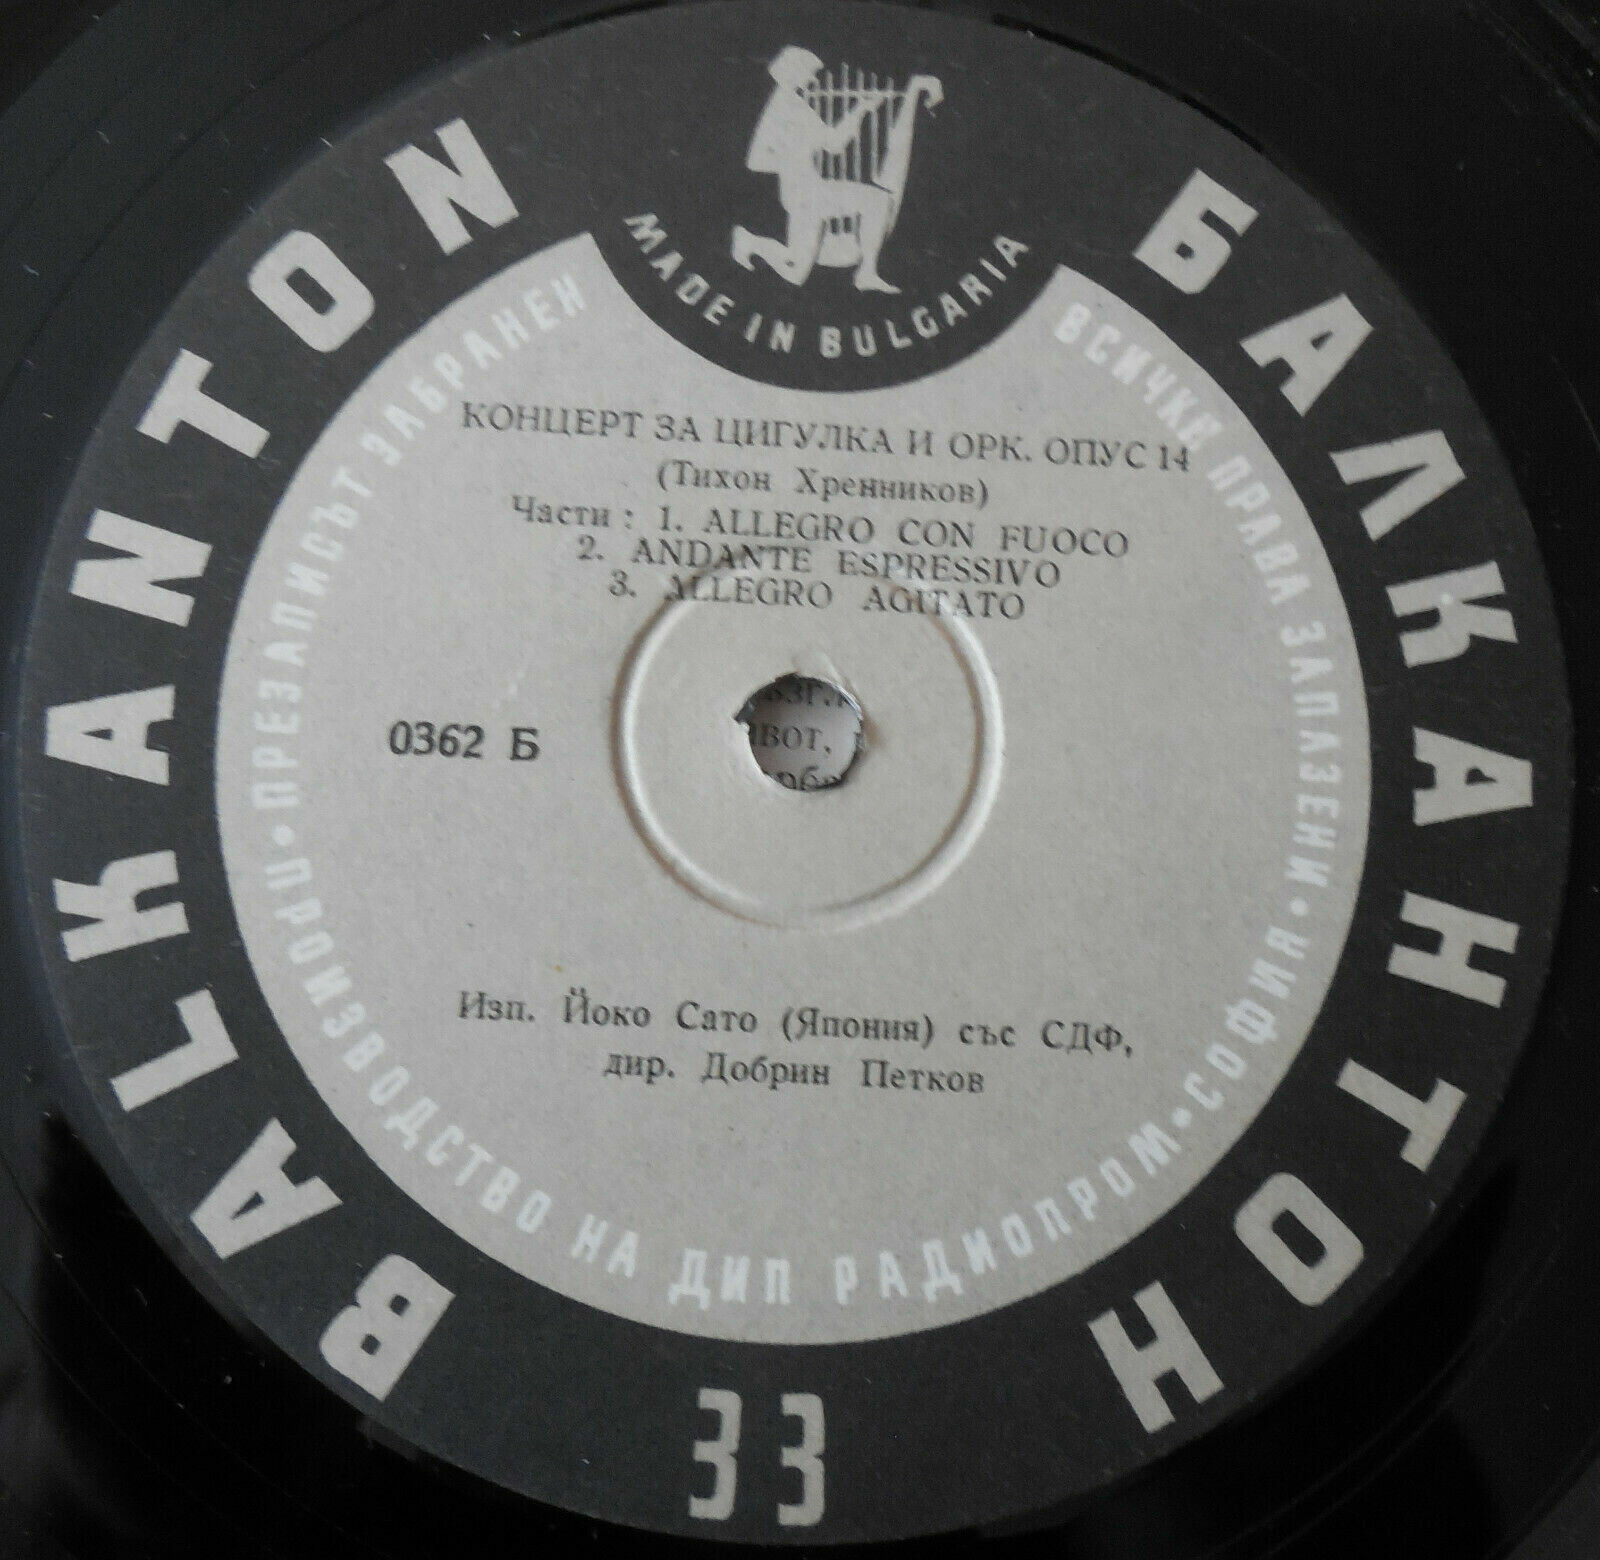 BALKANTON
БАЛКАНТОН
MADE IN BULGARIA
ВСИЧКИ ПРАВА ЗАПАЗЕНИ • СОФИЯ •
ПРОИЗВОДСТВО НА ДИП РАДИОПРОМ •
ПРЕЗАПИСЪТ ЗАБРАНЕН
КОНЦЕРТ ЗА ЦИГУЛКА И ОРК. ОПУС 14
(Тихон Хренников)
Части : 1. ALLEGRO CON FUOCO
2. ANDANTE ESPRESSIVO
3. ALLEGRO AGITATO
0362 Б
Изп. Йоко Сато (Япония) със СДФ,
дир. Добрин Петков
33